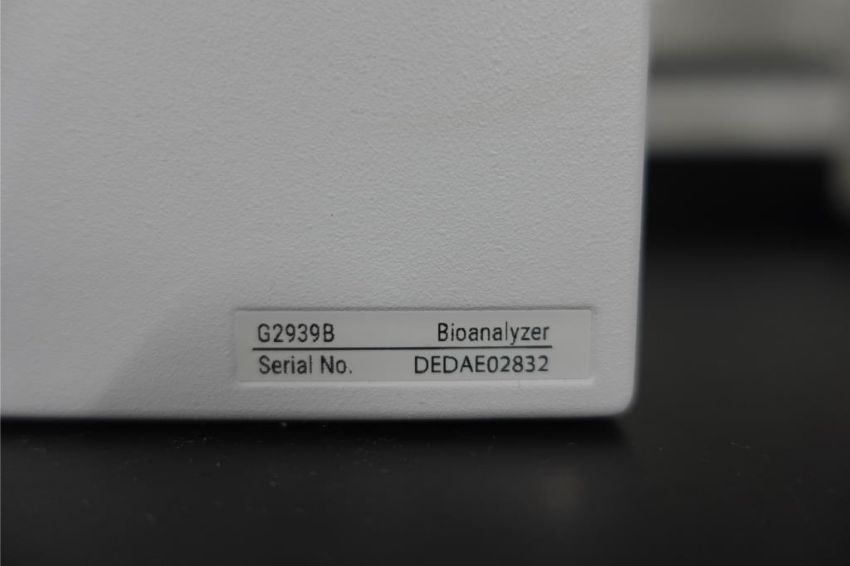 G2939B Bioanalyzer
Serial No. DEDAE02832